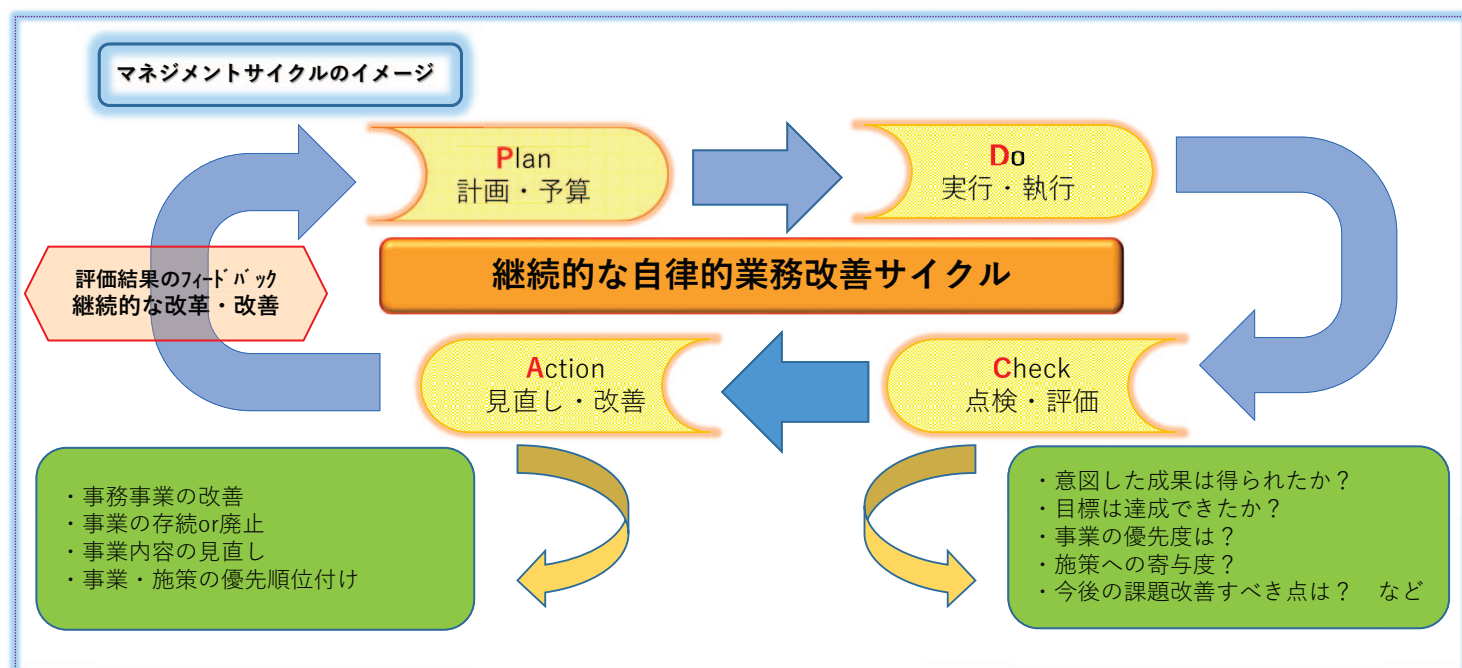 マネジメントサイクルのイメージ
Plan
計画・予算
Do
実行・執行
継続的な自律的業務改善サイクル
評価結果のﾌｨｰﾄﾞﾊﾞｯｸ
継続的な改革・改善
Action
見直し・改善
Check
点検・評価
・事務事業の改善
・事業の存続or廃止
・事業内容の見直し
・事業・施策の優先順位付け
・意図した成果は得られたか？
・目標は達成できたか？
・事業の優先度は？
・施策への寄与度？
・今後の課題改善すべき点は？　など